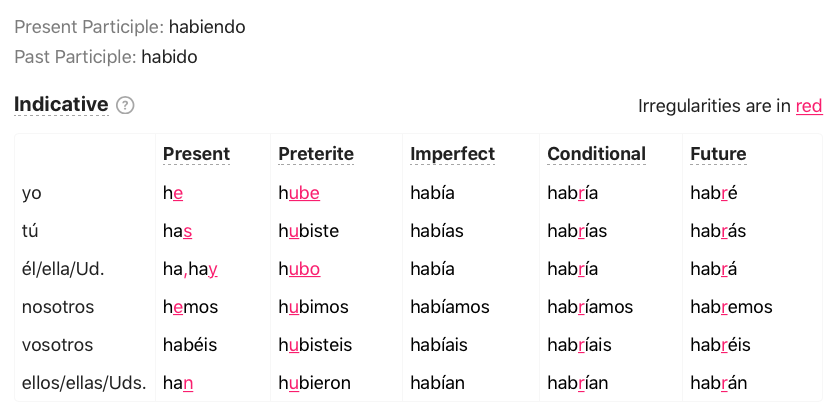 Present Participle: habiendo
Past Participle: habido
Indicative ?
Irregularities are in red
Present Preterite Imperfect Conditional Future
yo he hube había habría habré
tú has hubiste habías habrías habrás
él/ella/Ud. ha,hay hubo había habría habrá
nosotros hemos hubimos habíamos habríamos habremos
vosotros habéis hubisteis habíais habríais habréis
ellos/ellas/Uds. han hubieron habían habrían habrán